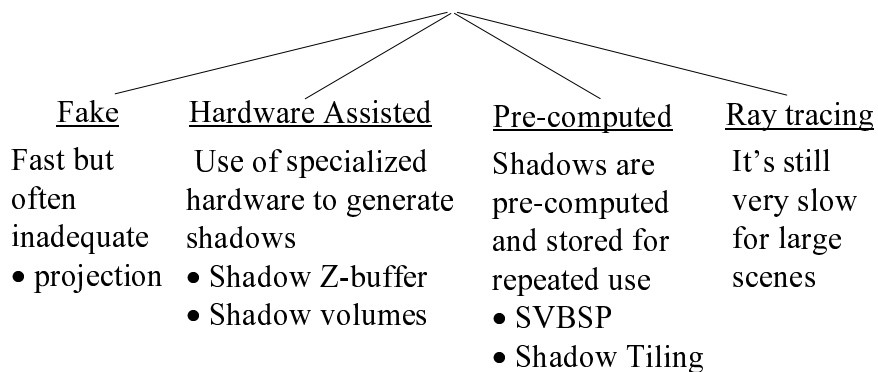 Fake
Fast but
often
inadequate
• projection
Hardware Assisted
Use of specialized
hardware to generate
shadows
• Shadow Z-buffer
• Shadow volumes
Pre-computed
Shadows are
pre-computed
and stored for
repeated use
• SVBSP
• Shadow Tiling
Ray tracing
It's still
very slow
for large
scenes